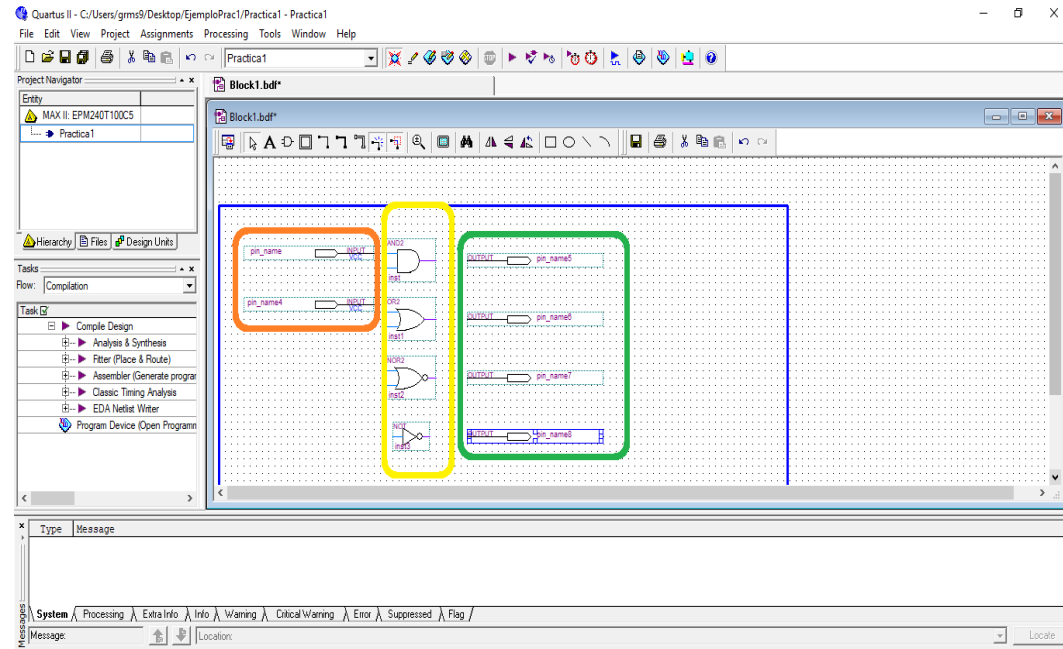 Quartus II - C:/Users/grms9/Desktop/EjemploPrac1/Practica1 - Practica1
File Edit View Project Assignments Processing Tools Window Help
Practica1
Project Navigator
Entity
MAX II: EPM240T100C5
Practica1
Hierarchy Files Design Units
Tasks
Flow: Compilation
Task
Compile Design
Analysis & Synthesis
Fitter (Place & Route)
Assembler (Generate program
Classic Timing Analysis
EDA Netlist Writer
Program Device (Open Programm
Block1.bdf*
Block1.bdf*
pin_name INPUT
VCC
pin_name4 INPUT
VCC
AND2
inst
OR2
inst1
NOR2
inst2
NOT
inst3
OUTPUT pin_name5
OUTPUT pin_name6
OUTPUT pin_name7
OUTPUT pin_name8
Type Message
System Processing Extra Info Info Warning Critical Warning Error Suppressed Flag
Messages
Message: Location: Locate